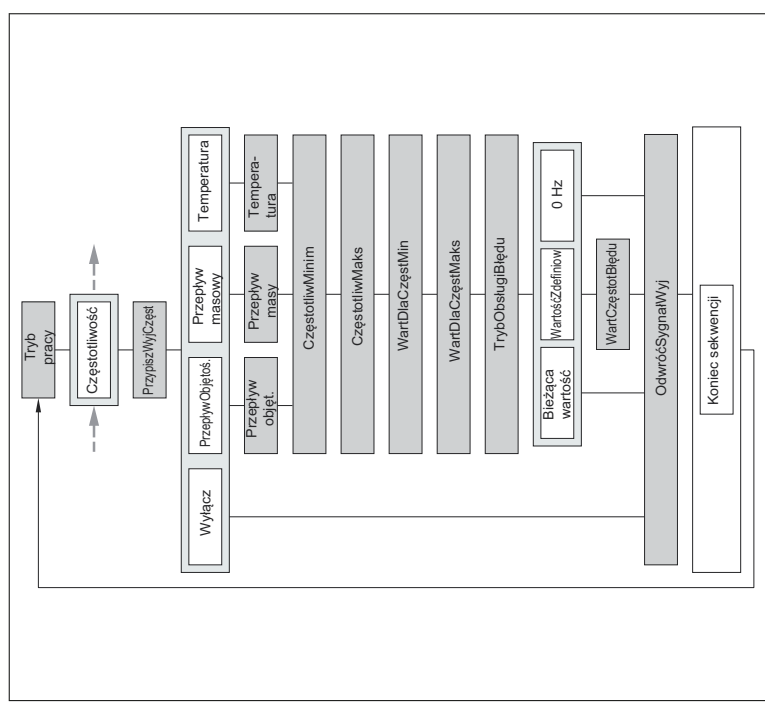 Tryb
pracy
Częstotliwość
PrzypiszWyjCzęst
Wyłącz
PrzepływObjętoś.
Przepływ
masowy
Temperatura
Przepływ
objęt.
Przepływ
masy
Tempera-
tura
CzęstotliwMinim
CzęstotliwMaks
WartDlaCzęstMin
WartDlaCzęstMaks
TrybObsługiBłędu
Bieżąca
wartość
WartośćZdefiniow
0 Hz
WartCzęstotBłędu
OdwróćSygnałWyj
Koniec sekwencji